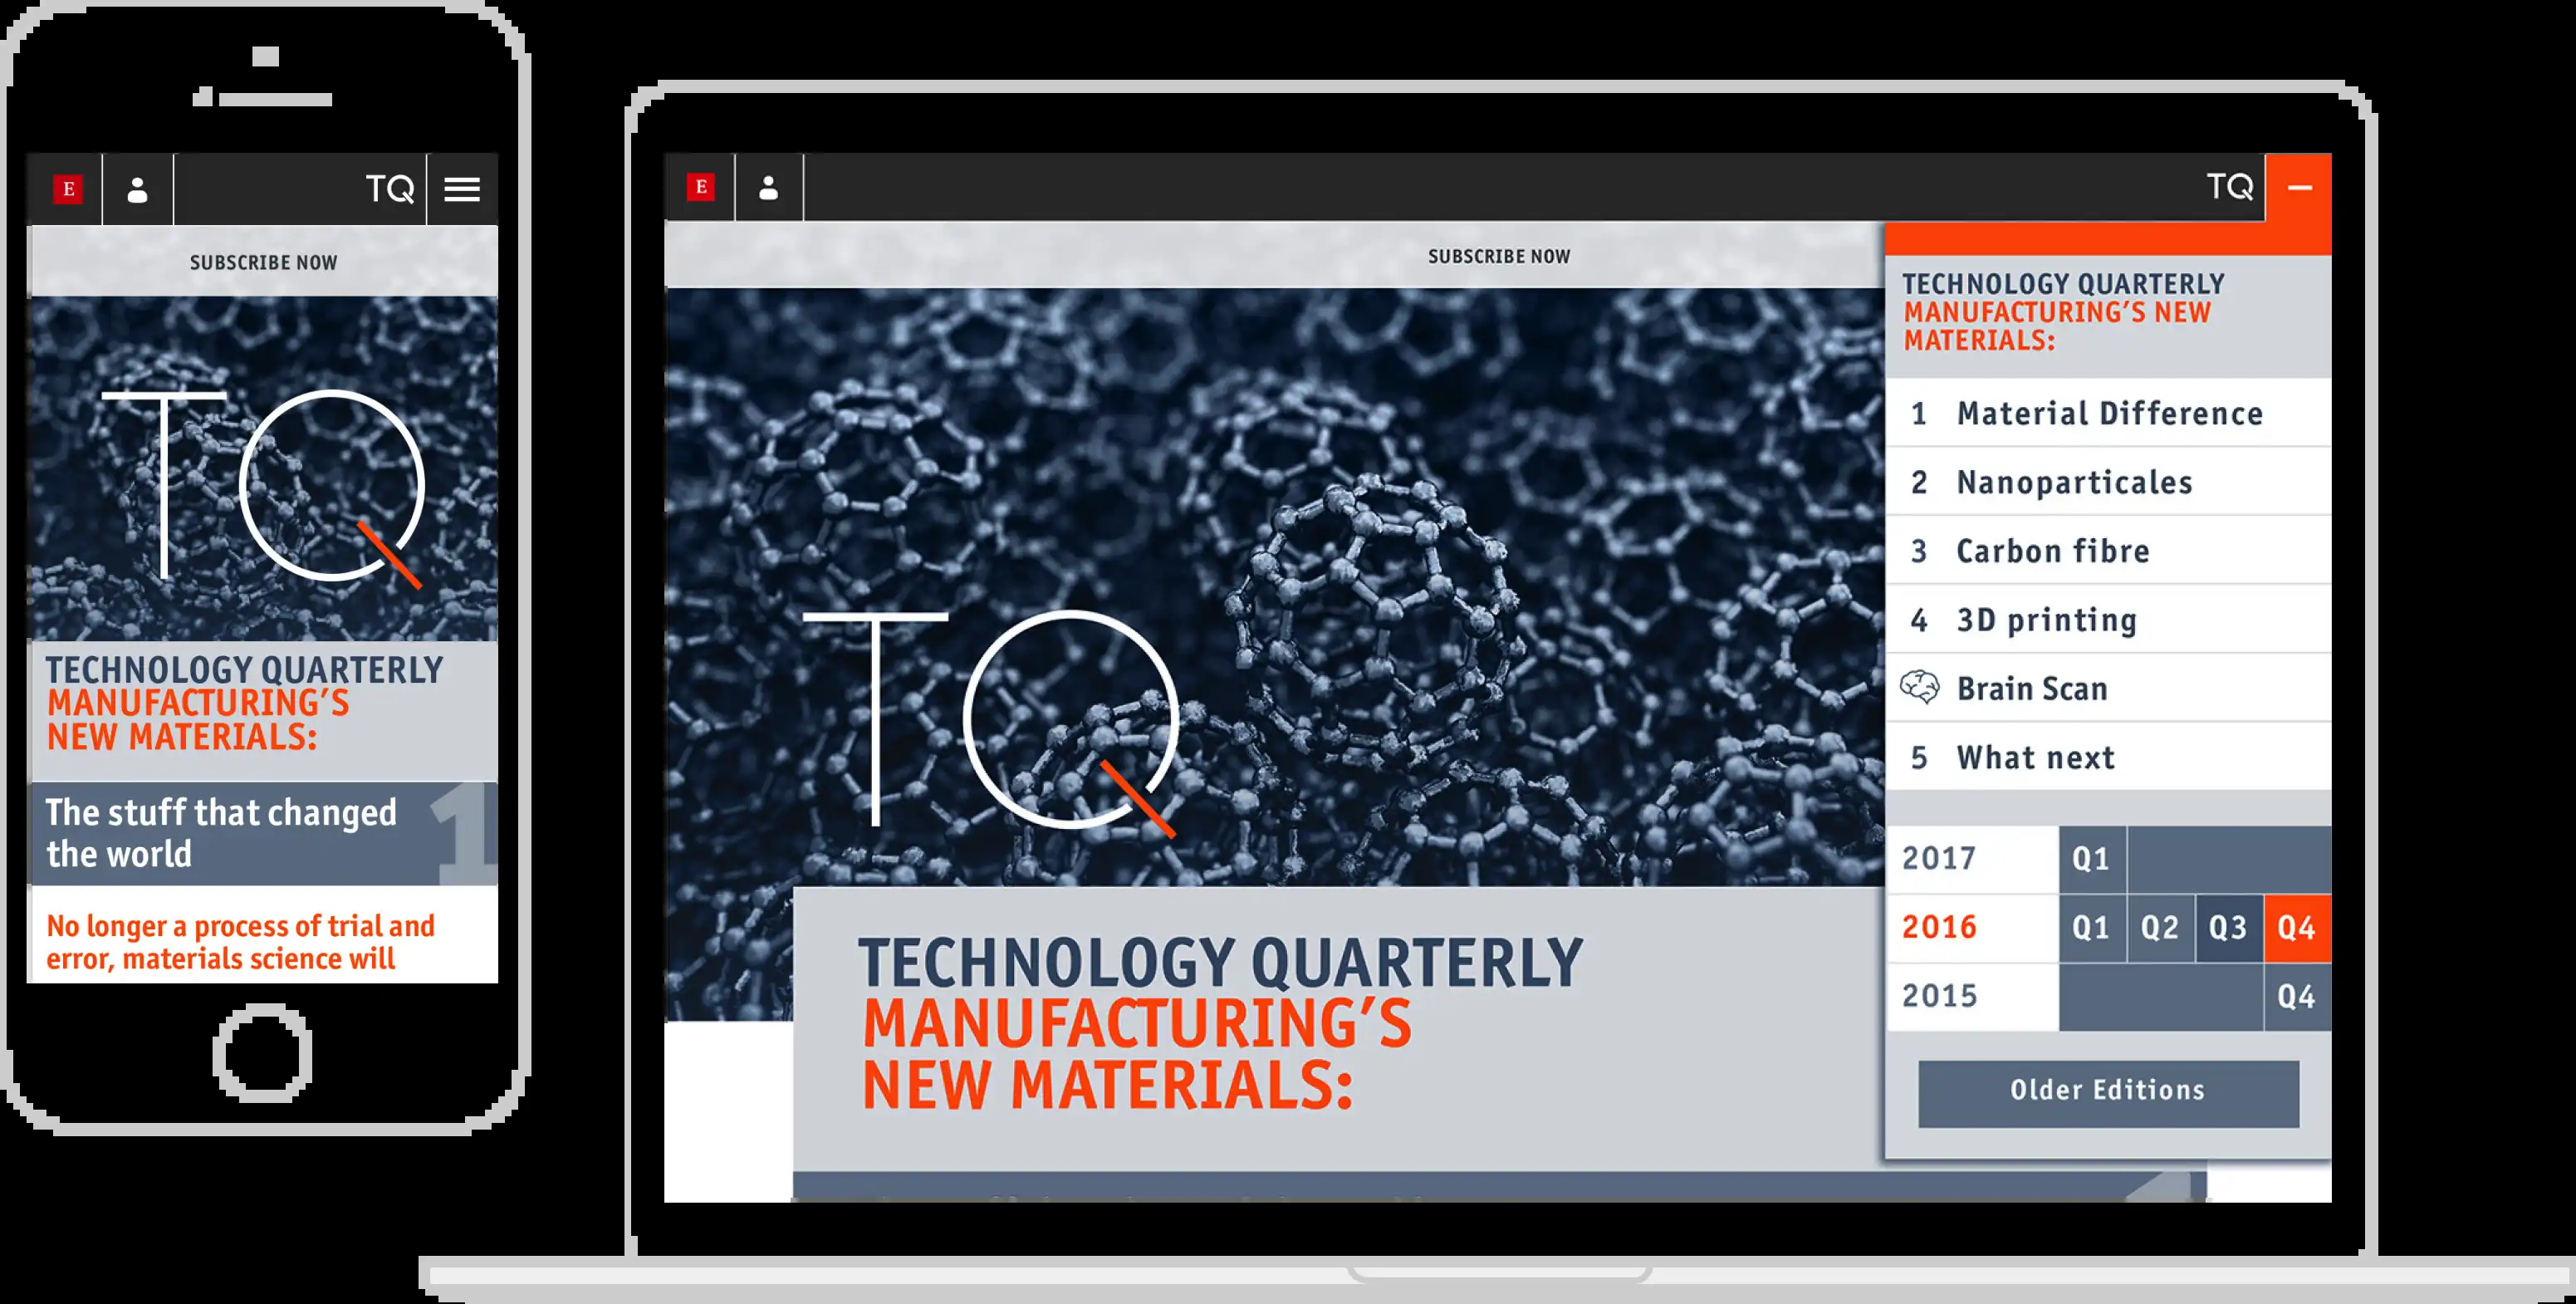 E
TQ
SUBSCRIBE NOW
TQ
TECHNOLOGY QUARTERLY
MANUFACTURING'S
NEW MATERIALS:
The stuff that changed
the world
1
No longer a process of trial and
error, materials science will
E
TQ
SUBSCRIBE NOW
TQ
TECHNOLOGY QUARTERLY
MANUFACTURING'S
NEW MATERIALS:
TECHNOLOGY QUARTERLY
MANUFACTURING'S NEW
MATERIALS:
1 Material Difference
2 Nanoparticales
3 Carbon fibre
4 3D printing
Brain Scan
5 What next
2017 Q1
2016 Q1 Q2 Q3 Q4
2015 Q4
Older Editions